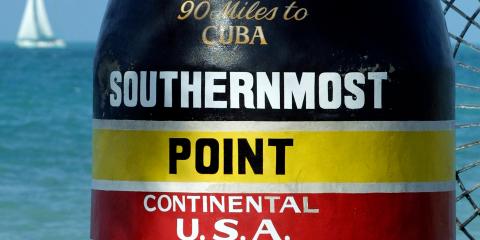 90 Miles to
CUBA
SOUTHERNMOST
POINT
CONTINENTAL
U.S.A.